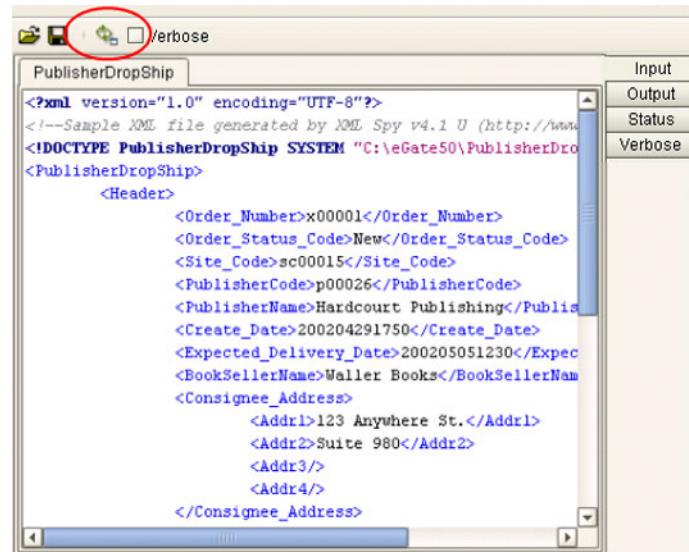 Verbose
PublisherDropShip
Input
Output
Status
Verbose
<?xml version="1.0" encoding="UTF-8"?>
<!--Sample XML file generated by XML Spy v4.1 U (http://www
<!DOCTYPE PublisherDropShip SYSTEM "C:\eGate50\PublisherDro
<PublisherDropShip>
<Header>
<Order_Number>x00001</Order_Number>
<Order_Status_Code>New</Order_Status_Code>
<Site_Code>sc00015</Site_Code>
<PublisherCode>p00026</PublisherCode>
<PublisherName>Hardcourt Publishing</Publis
<Create_Date>200204291750</Create_Date>
<Expected_Delivery_Date>200205051230</Expec
<BookSellerName>Waller Books</BookSellerNam
<Consignee_Address>
<Addr1>123 Anywhere St.</Addr1>
<Addr2>Suite 980</Addr2>
<Addr3/>
<Addr4/>
</Consignee_Address>